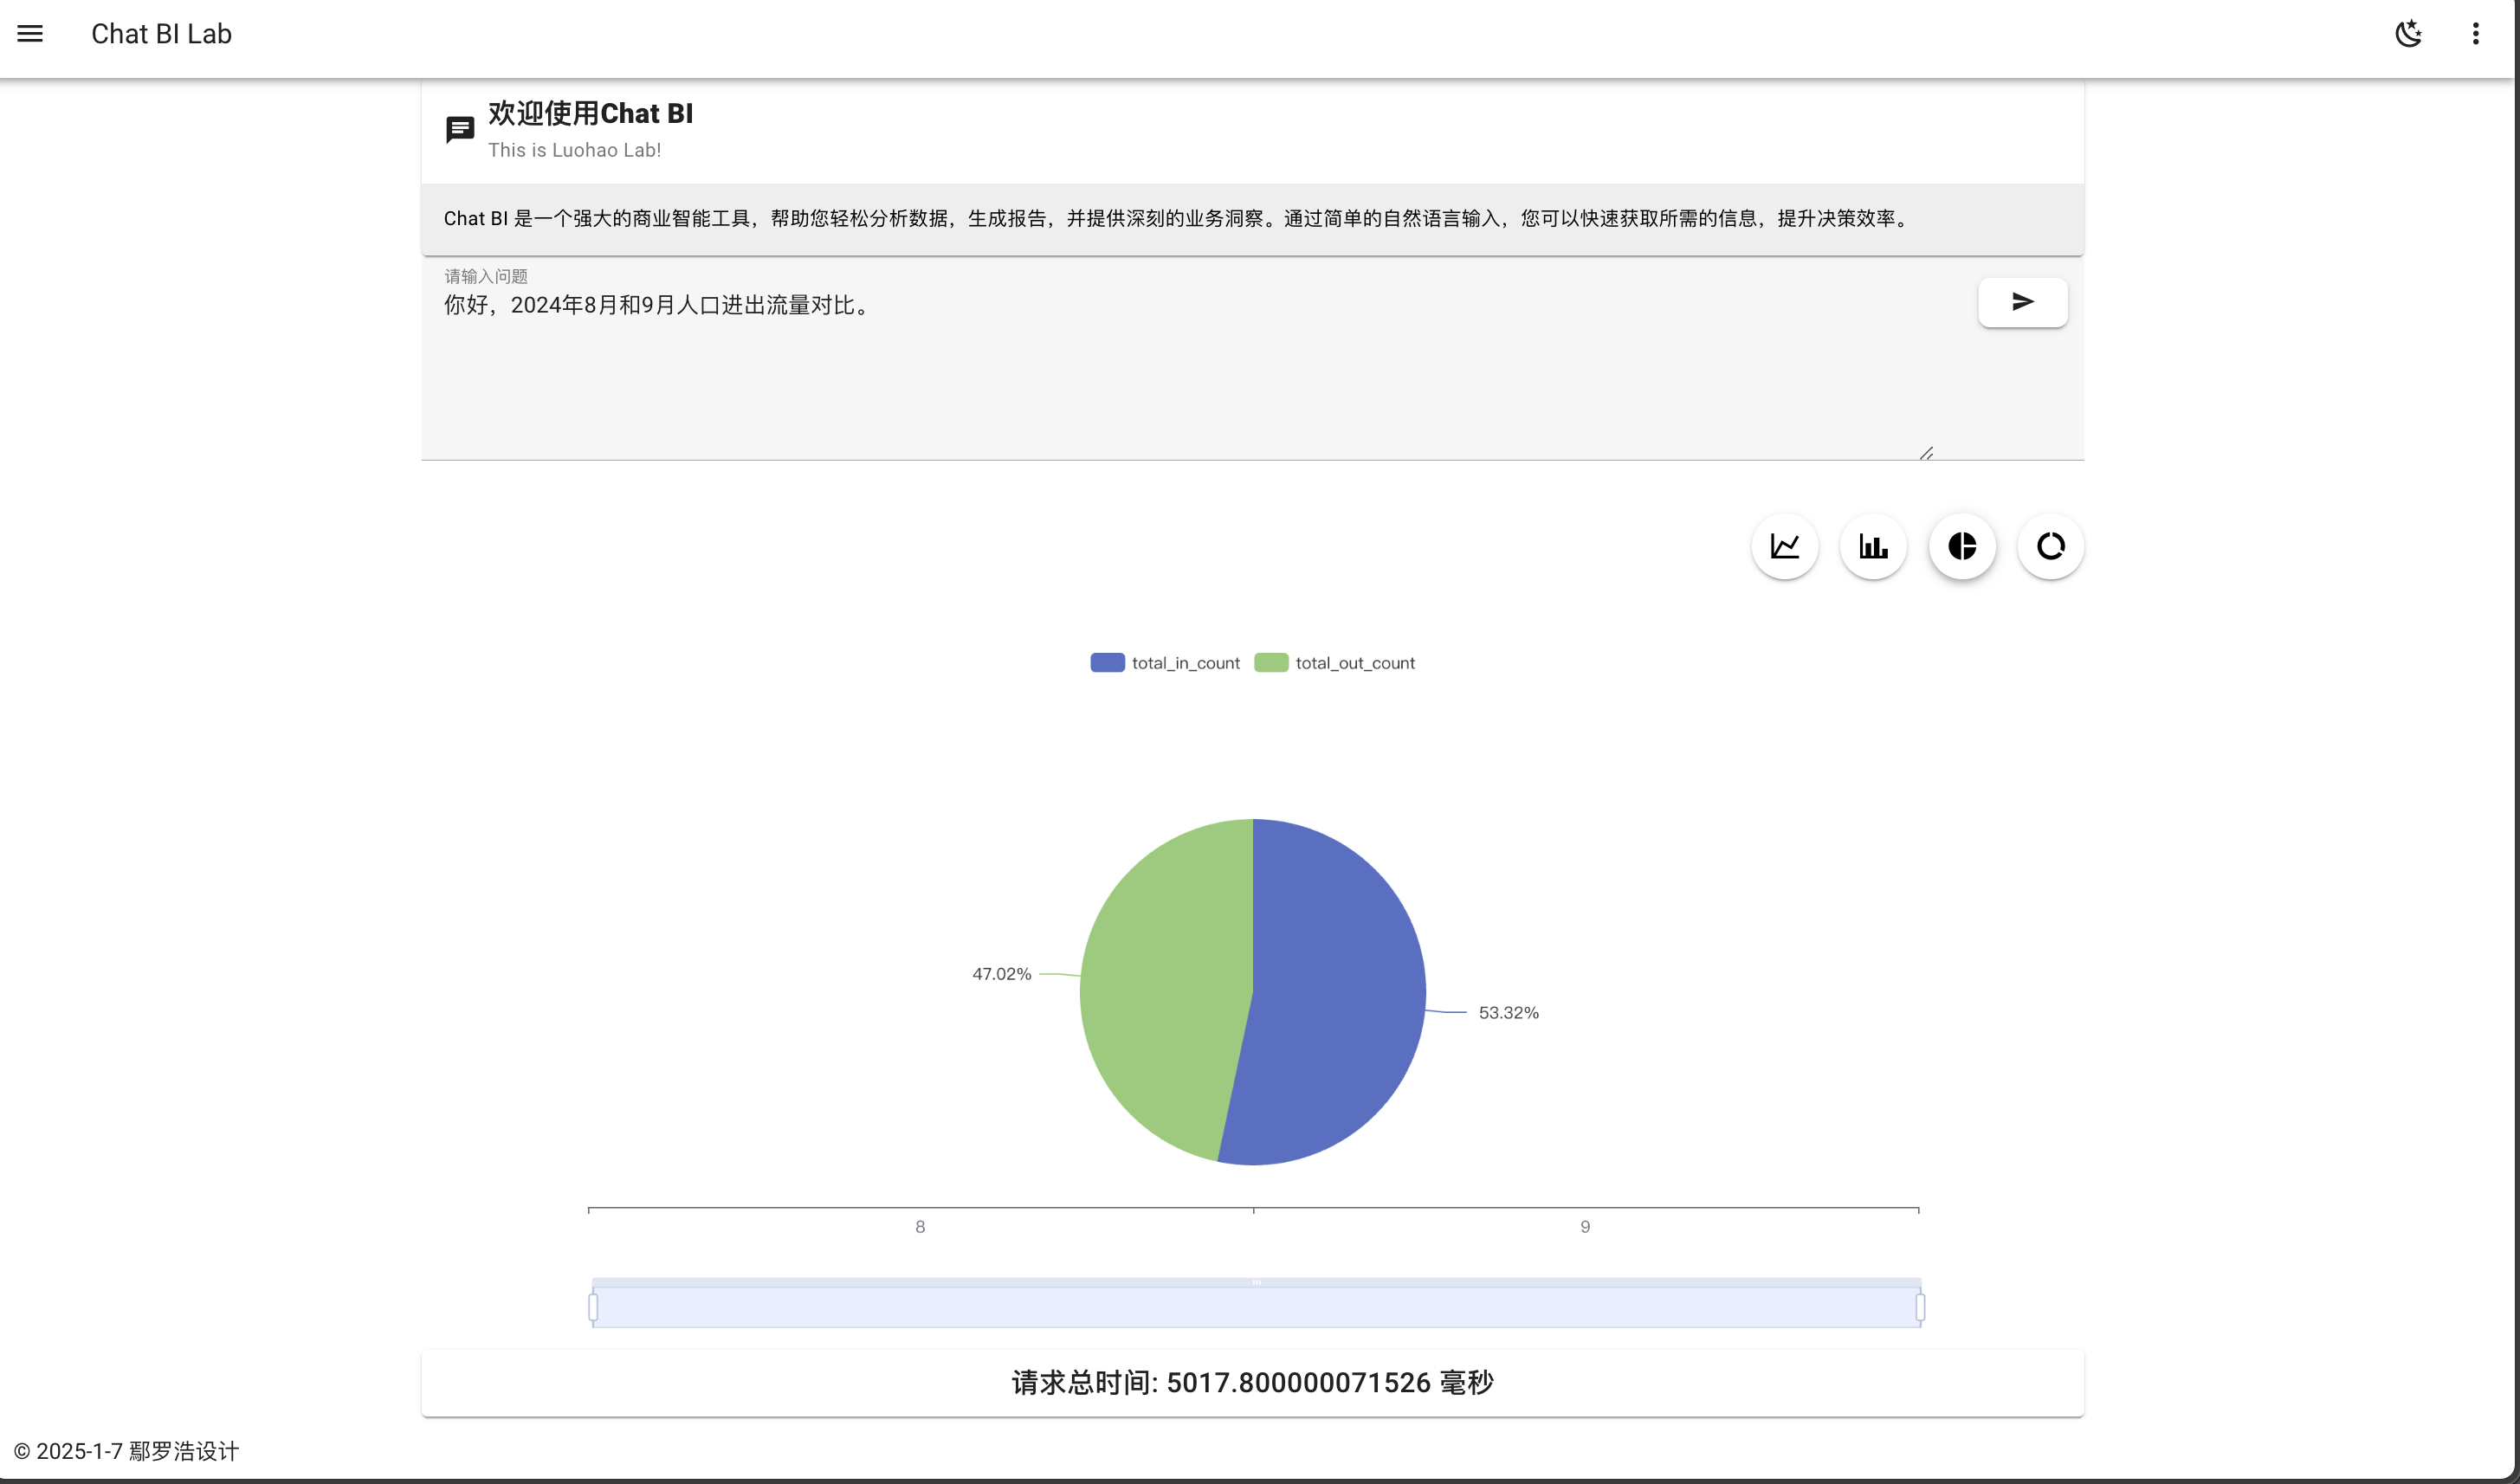 Chat BI Lab
欢迎使用Chat BI
This is Luohao Lab!
Chat BI 是一个强大的商业智能工具，帮助您轻松分析数据，生成报告，并提供深刻的业务洞察。通过简单的自然语言输入，您可以快速获取所需的信息，提升决策效率。
请输入问题
你好，2024年8月和9月人口进出流量对比。
total_in_count total_out_count
47.02%
53.32%
8 9
请求总时间: 5017.800000071526 毫秒
© 2025-1-7 鄢罗浩设计